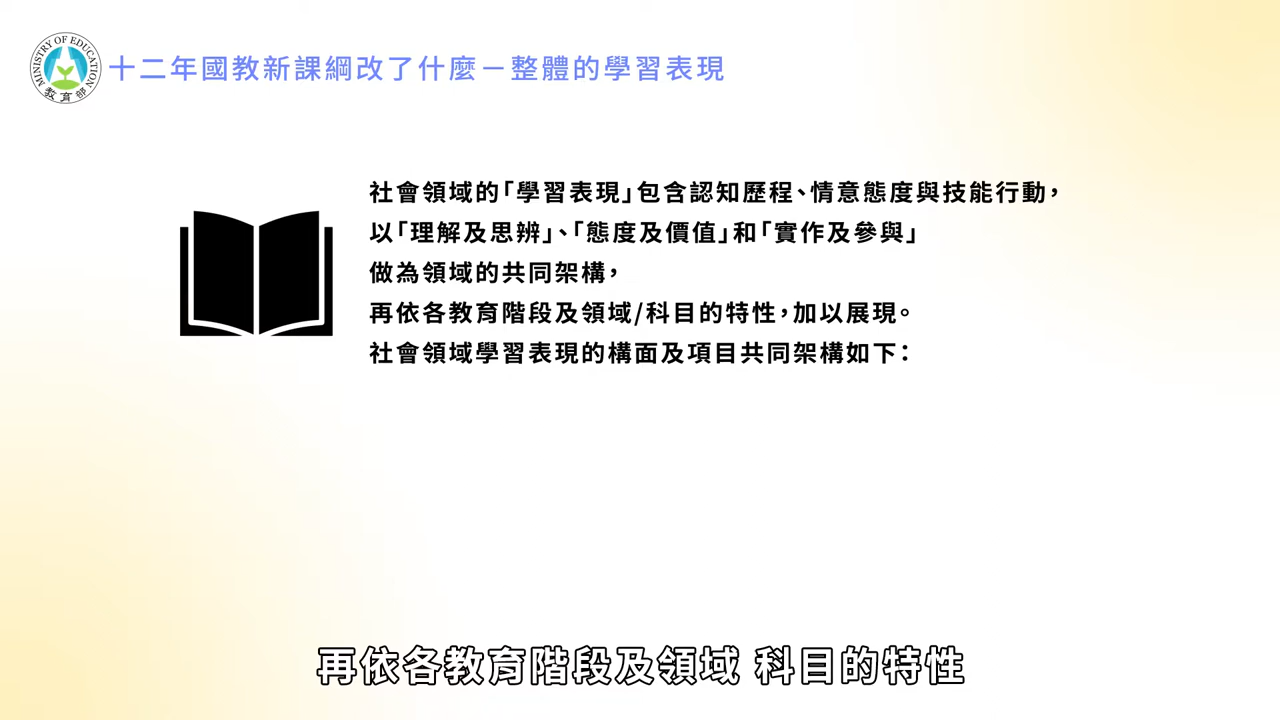 MINISTRY OF EDUCATION
教育部
十二年國教新課綱改了什麼－整體的學習表現
社會領域的「學習表現」包含認知歷程、情意態度與技能行動，
以「理解及思辨」、「態度及價值」和「實作及參與」
做為領域的共同架構，
再依各教育階段及領域/科目的特性，加以展現。
社會領域學習表現的構面及項目共同架構如下：
再依各教育階段及領域 科目的特性